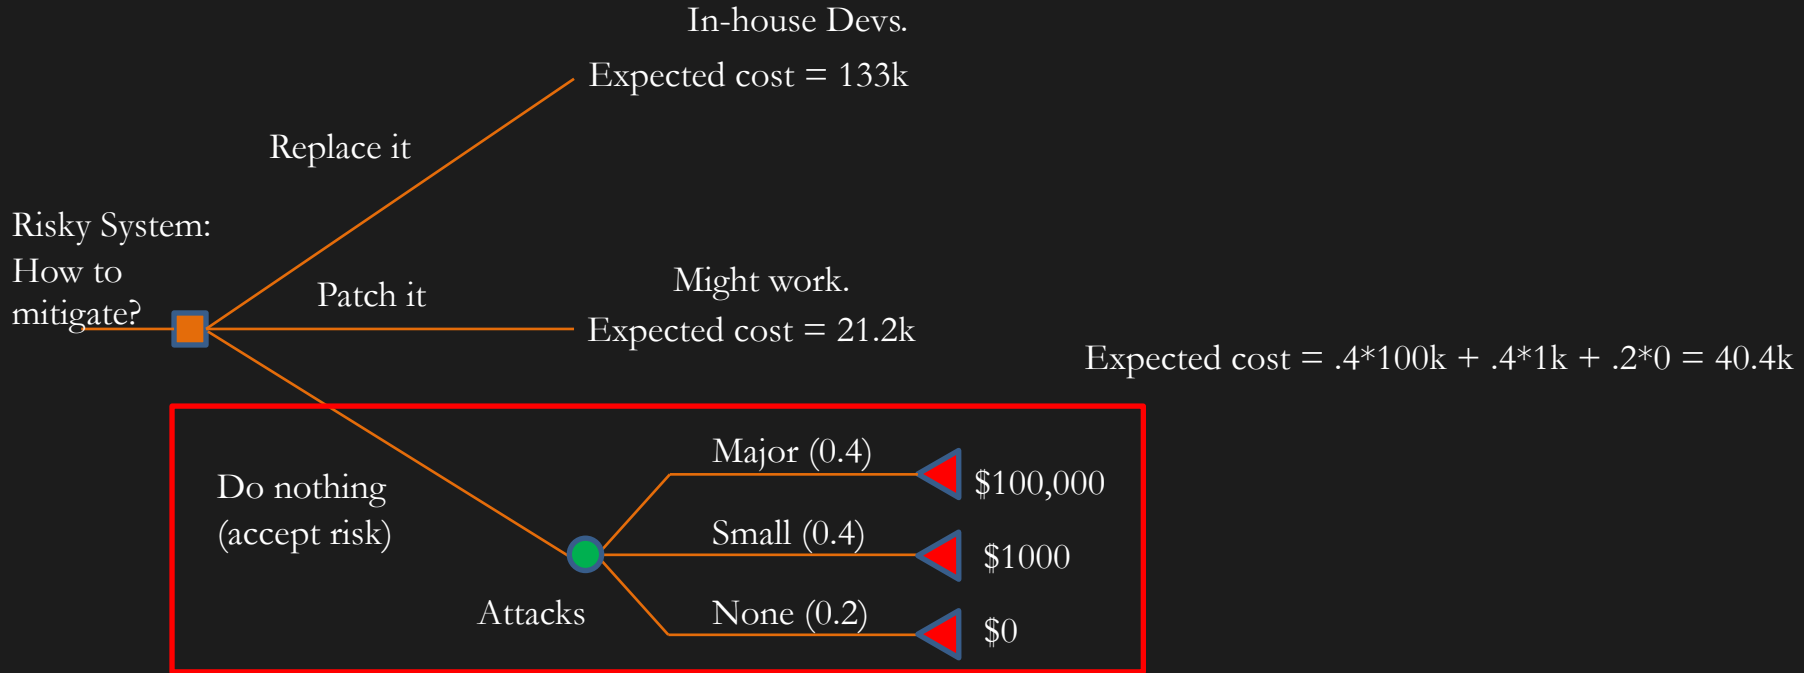 In-house Devs.
Expected cost = 133k
Replace it
Risky System:
How to
mitigate?
Patch it
Might work.
Expected cost = 21.2k
Expected cost = .4*100k + .4*1k + .2*0 = 40.4k
Do nothing
(accept risk)
Attacks
Major (0.4)
$100,000
Small (0.4)
$1000
None (0.2)
$0